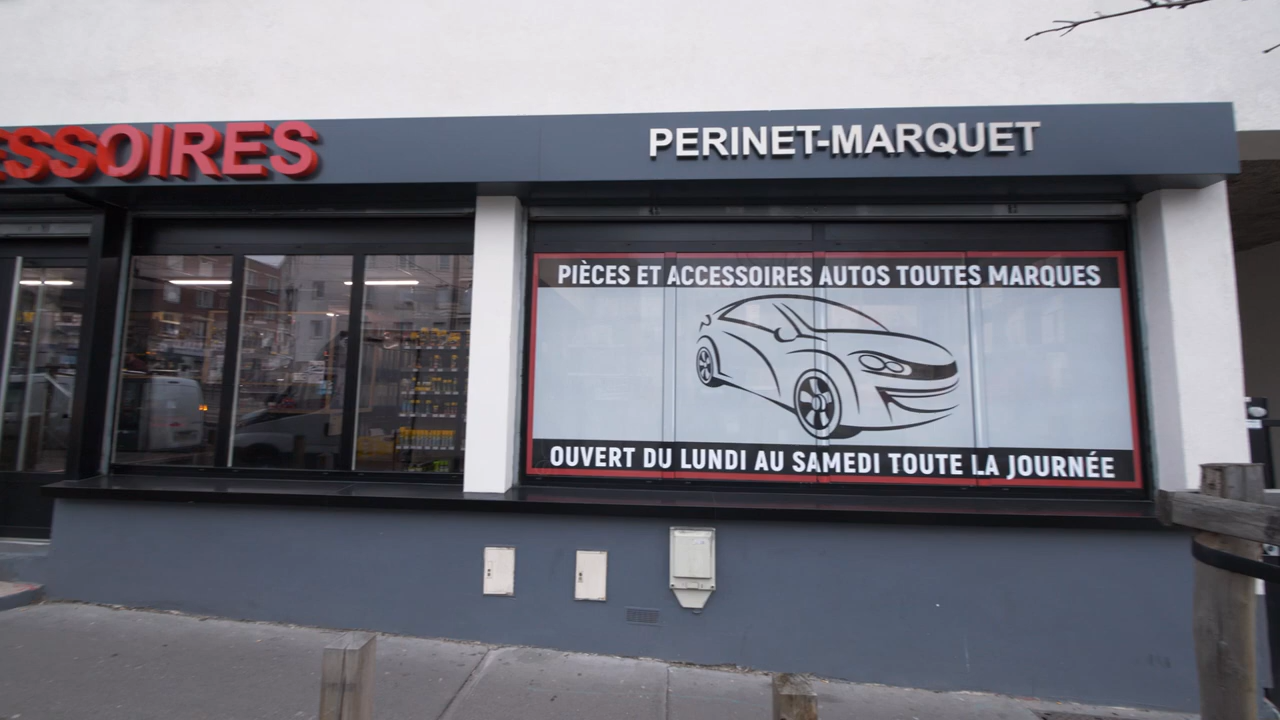 ESSOIRES
PERINET-MARQUET
PIÈCES ET ACCESSOIRES AUTOS TOUTES MARQUES
OUVERT DU LUNDI AU SAMEDI TOUTE LA JOURNÉE